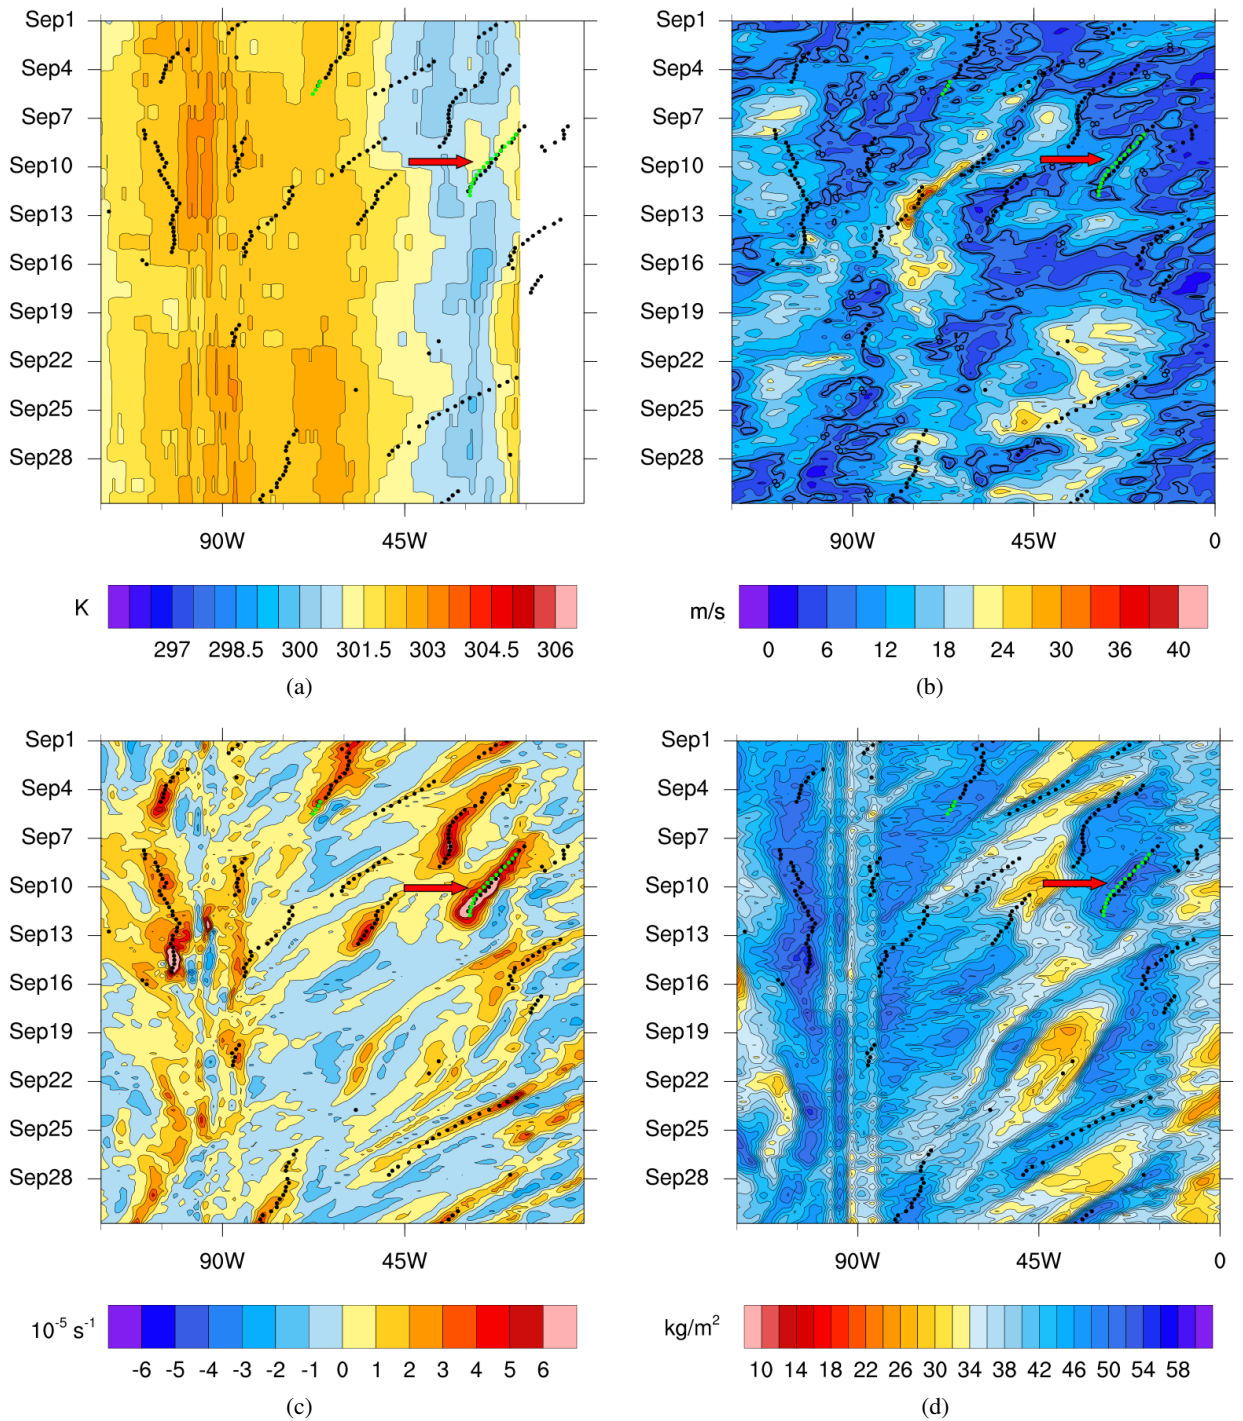 Sep1
Sep4
Sep7
Sep10
Sep13
Sep16
Sep19
Sep22
Sep25
Sep28
90W 45W
K
297 298.5 300 301.5 303 304.5 306
(a)
Sep1
Sep4
Sep7
Sep10
Sep13
Sep16
Sep19
Sep22
Sep25
Sep28
90W 45W 0
m/s
0 6 12 18 24 30 36 40
(b)
Sep1
Sep4
Sep7
Sep10
Sep13
Sep16
Sep19
Sep22
Sep25
Sep28
90W 45W
10⁻⁵ s⁻¹
-6 -5 -4 -3 -2 -1 0 1 2 3 4 5 6
(c)
Sep1
Sep4
Sep7
Sep10
Sep13
Sep16
Sep19
Sep22
Sep25
Sep28
90W 45W 0
kg/m²
10 14 18 22 26 30 34 38 42 46 50 54 58
(d)